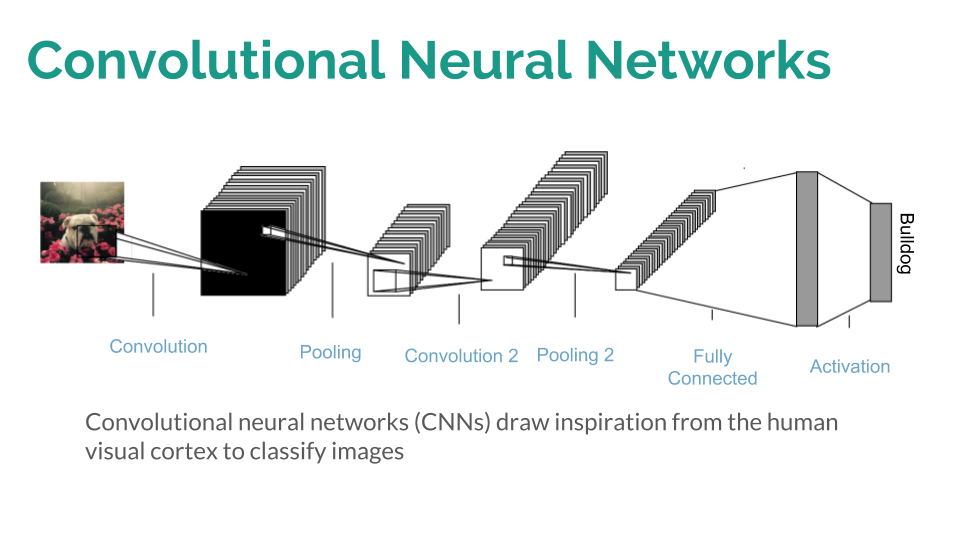 Convolutional Neural Networks
Bulldog
Convolution
Pooling
Convolution 2
Pooling 2
Fully
Connected
Activation
Convolutional neural networks (CNNs) draw inspiration from the human
visual cortex to classify images